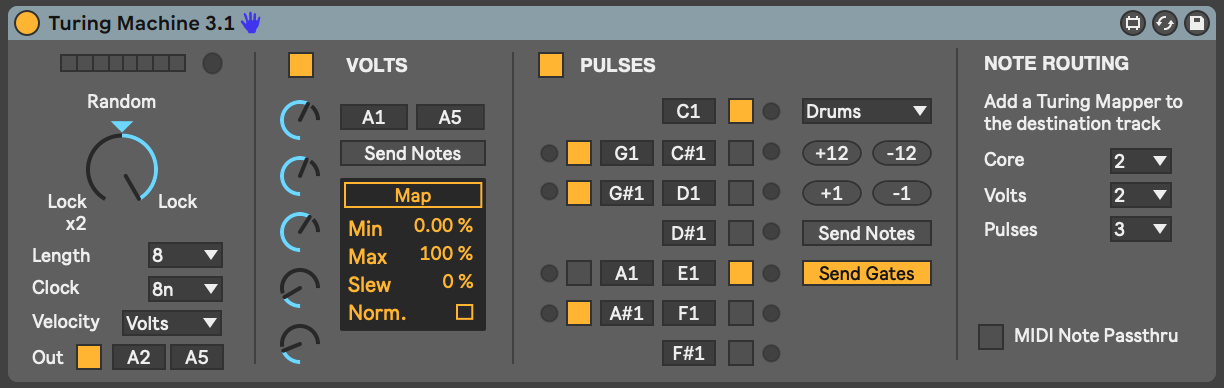 Turing Machine 3.1
Random
Lock x2
Lock
Length 8
Clock 8n
Velocity Volts
Out A2 A5
VOLTS
A1 A5
Send Notes
Map
Min 0.00 %
Max 100 %
Slew 0 %
Norm.
PULSES
C1 Drums
G1 C#1 +12 -12
G#1 D1 +1 -1
D#1 Send Notes
A1 E1 Send Gates
A#1 F1
F#1
NOTE ROUTING
Add a Turing Mapper to
the destination track
Core 2
Volts 2
Pulses 3
MIDI Note Passthru